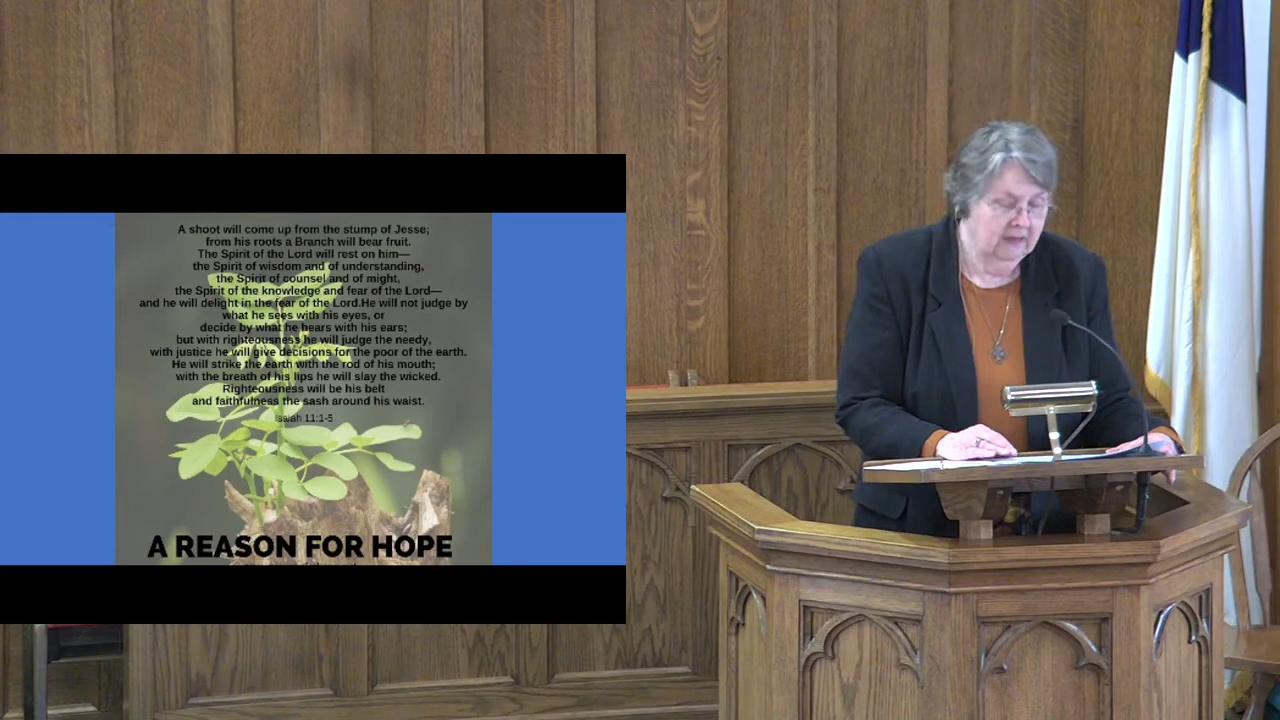 A shoot will come up from the stump of Jesse;
from his roots a Branch will bear fruit.
The Spirit of the Lord will rest on him—
the Spirit of wisdom and of understanding,
the Spirit of counsel and of might,
the Spirit of the knowledge and fear of the Lord—
and he will delight in the fear of the Lord.He will not judge by
what he sees with his eyes, or
decide by what he hears with his ears;
but with righteousness he will judge the needy,
with justice he will give decisions for the poor of the earth.
He will strike the earth with the rod of his mouth;
with the breath of his lips he will slay the wicked.
Righteousness will be his belt
and faithfulness the sash around his waist.
Isaiah 11:1-5
A REASON FOR HOPE